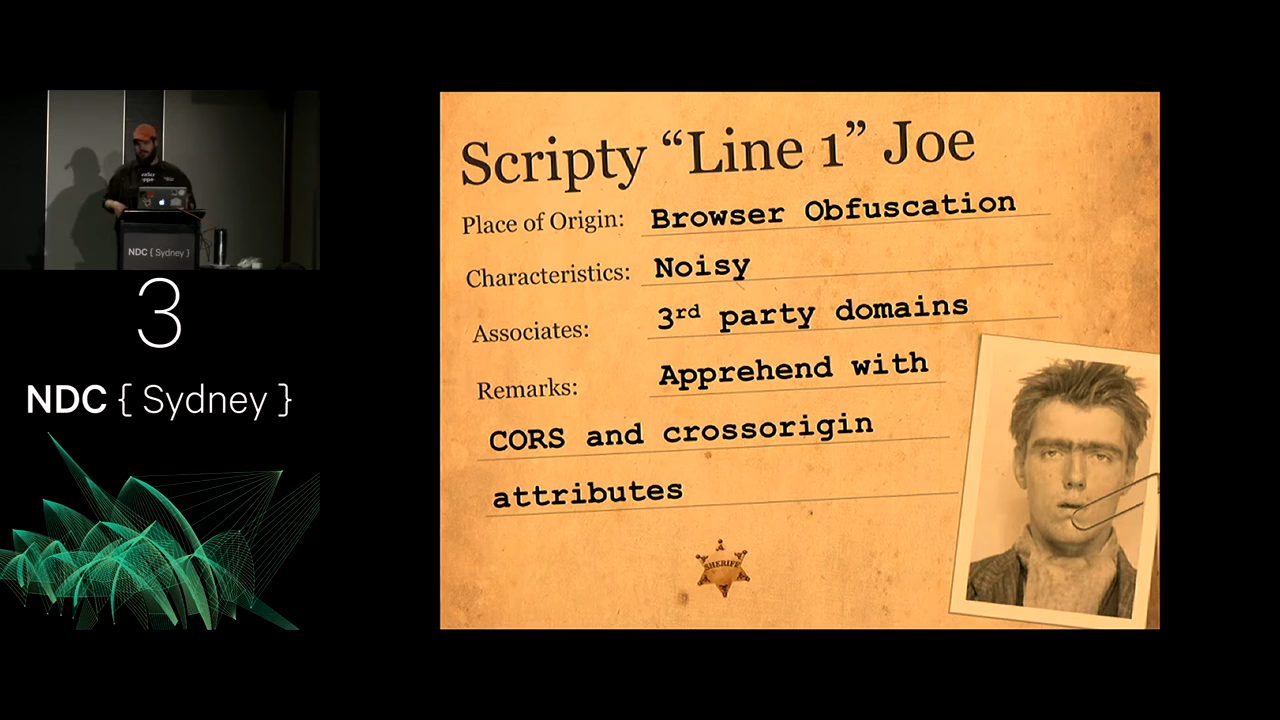 Scripty “Line 1” Joe
Place of Origin: Browser Obfuscation
Characteristics: Noisy
Associates: 3rd party domains
Remarks: Apprehend with
CORS and crossorigin
attributes
SHERIFF
NDC { Sydney }
3
NDC { Sydney }